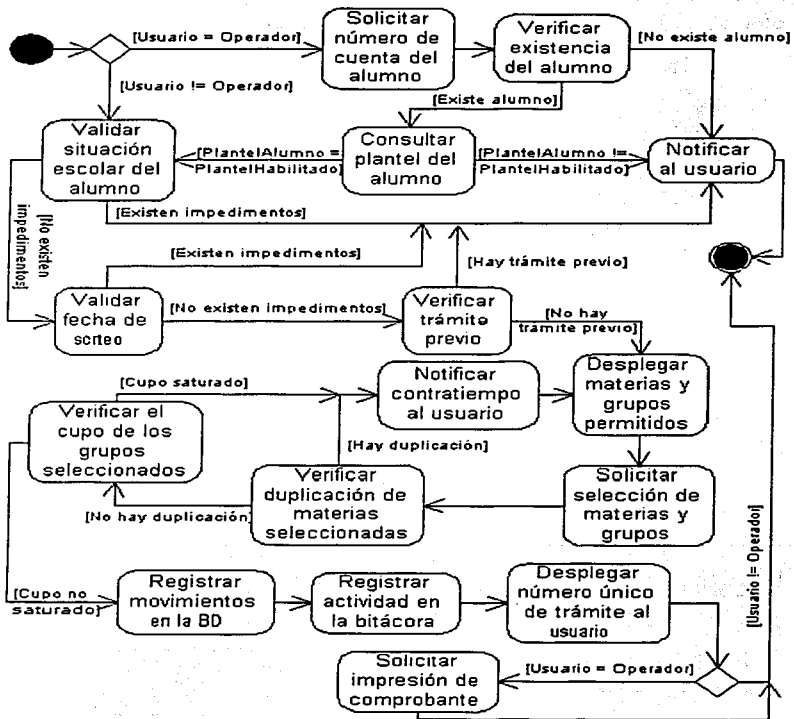 [Usuario = Operador]
Solicitar
número de
cuenta del
alumno
Verificar
existencia
del alumno
[No existe alumno]
[Usuario != Operador]
[Existe alumno]
Validar
situación
escolar del
alumno
[PlantelAlumno =
PlantelHabilitado]
Consultar
plantel del
alumno
[PlantelAlumno !=
PlantelHabilitado]
Notificar
al usuario
[Existen impedimentos]
[No existen
impedimentos]
[Existen impedimentos]
[Hay trámite previo]
Validar
fecha de
sorteo
[No existen impedimentos]
Verificar
trámite
previo
[No hay
trámite previo]
[Cupo saturado]
Notificar
contratiempo
al usuario
Desplegar
materias y
grupos
permitidos
Verificar el
cupo de los
grupos
seleccionados
[Hay duplicación]
Verificar
duplicación de
materias
seleccionadas
Solicitar
selección de
materias y
grupos
[No hay duplicación]
[Usuario != Operador]
[Cupo no
saturado]
Registrar
movimientos
en la BD
Registrar
actividad en
la bitácora
Desplegar
número único
de trámite al
usuario
Solicitar
impresión de
comprobante
[Usuario = Operador]